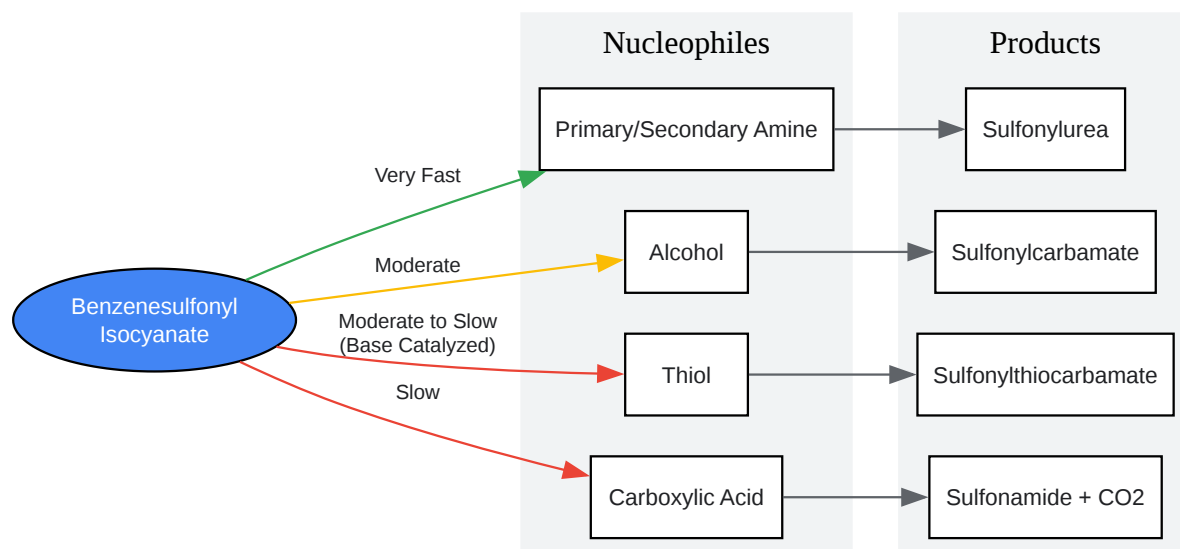 Nucleophiles
Products
Primary/Secondary Amine
Sulfonylurea
Very Fast
Alcohol
Sulfonylcarbamate
Moderate
Benzenesulfonyl
Isocyanate
Moderate to Slow
(Base Catalyzed)
Thiol
Sulfonylthiocarbamate
Slow
Carboxylic Acid
Sulfonamide + CO2